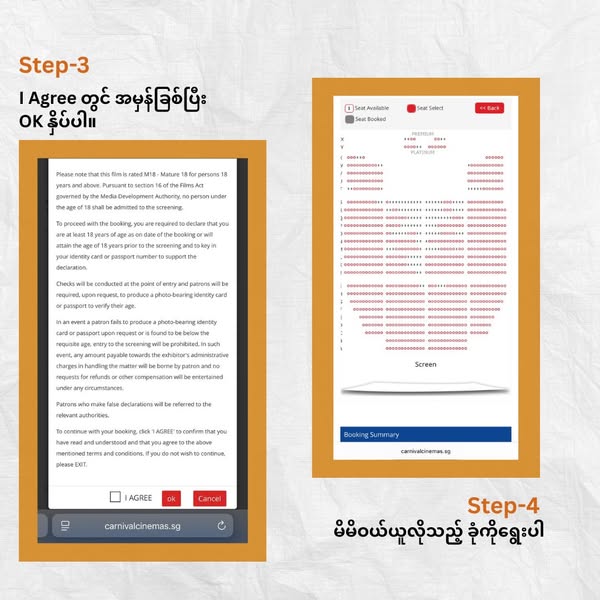 Step-3
I Agree တွင် အမှန်ခြစ်ပြီး
OK နှိပ်ပါ။
Please note that this film is rated M18 - Mature 18 for persons 18
years and above. Pursuant to section 16 of the Films Act
governed by the Media Development Authority, no person under
the age of 18 shall be admitted to the screening.
To proceed with the booking, you are required to declare that you
are at least 18 years of age as on date of the booking or will
attain the age of 18 years prior to the screening and to key in
your identity card or passport number to support the
declaration.
Checks will be conducted at the point of entry and patrons will be
required, upon request, to produce a photo-bearing identity card
or passport to verify their age.
In an event a patron fails to produce a photo-bearing identity
card or passport upon request or is found to be below the
requisite age, entry to the screening will be prohibited. In such
event, any amount payable towards the exhibitor's administrative
charges in handling the matter will be borne by patron and no
requests for refunds or other compensation will be entertained
under any circumstances.
Patrons who make false declarations will be referred to the
relevant authorities.
To continue with your booking, click 'I AGREE' to confirm that you
have read and understood and that you agree to the above
mentioned terms and conditions. If you do not wish to continue,
please EXIT.
I AGREE ok Cancel
carnivalcinemas.sg
Seat Available Seat Select << Back
Seat Booked
PREMIUM
PLATINUM
Screen
Booking Summary
carnivalcinemas.sg
Step-4
မိမိဝယ်ယူလိုသည့် ခုံကိုရွေးပါ